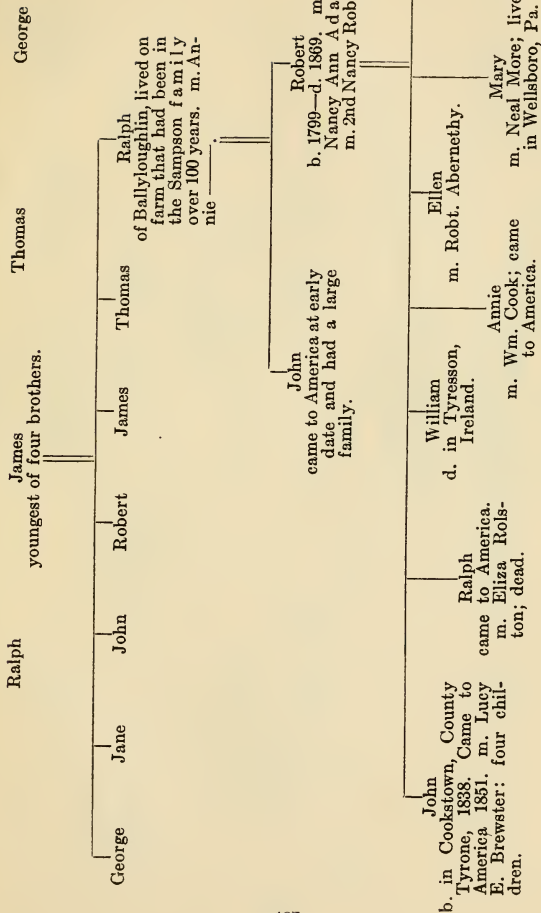 Ralph
James
youngest of four brothers.
Thomas
George
George
Jane
John
Robert
James
Thomas
Ralph
of Ballyloughlin, lived on
farm that had been in
the Sampson family
over 100 years. m. An-
nie ———.
John
came to America at early
date and had a large
family.
Robert
b. 1799—d. 1869. m
Nancy Ann Ada
m. 2nd Nancy Rob
John
b. in Cookstown, County
Tyrone, 1838. Came to
America 1851. m. Lucy
E. Brewster: four chil-
dren.
Ralph
came to America.
m. Eliza Rols-
ton; dead.
William
d. in Tyresson,
Ireland.
Annie
m. Wm. Cook; came
to America.
Ellen
m. Robt. Abernethy.
Mary
m. Neal More; live
in Wellsboro, Pa.